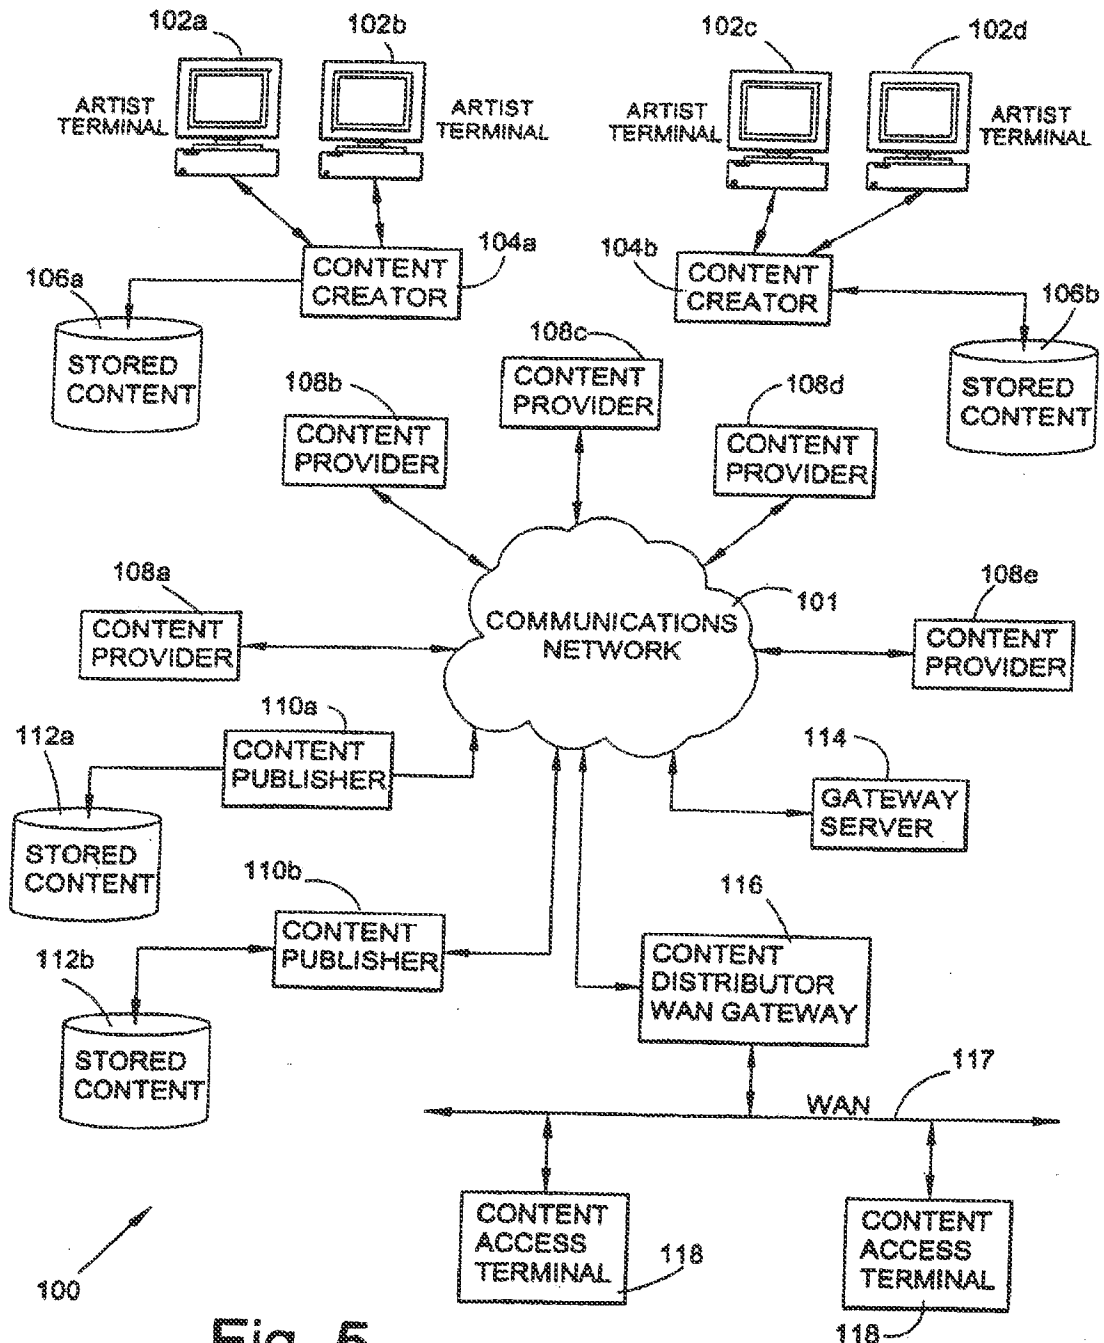 102a
102b
102c
102d
ARTIST
TERMINAL
ARTIST
TERMINAL
ARTIST
TERMINAL
ARTIST
TERMINAL
104a
CONTENT
CREATOR
104b
CONTENT
CREATOR
106a
STORED
CONTENT
106b
STORED
CONTENT
108c
CONTENT
PROVIDER
108b
CONTENT
PROVIDER
108d
CONTENT
PROVIDER
108a
CONTENT
PROVIDER
COMMUNICATIONS
NETWORK
101
108e
CONTENT
PROVIDER
110a
CONTENT
PUBLISHER
112a
STORED
CONTENT
114
GATEWAY
SERVER
110b
CONTENT
PUBLISHER
112b
STORED
CONTENT
116
CONTENT
DISTRIBUTOR
WAN GATEWAY
117
WAN
CONTENT
ACCESS
TERMINAL
118
CONTENT
ACCESS
TERMINAL
118
100
Fig. 5